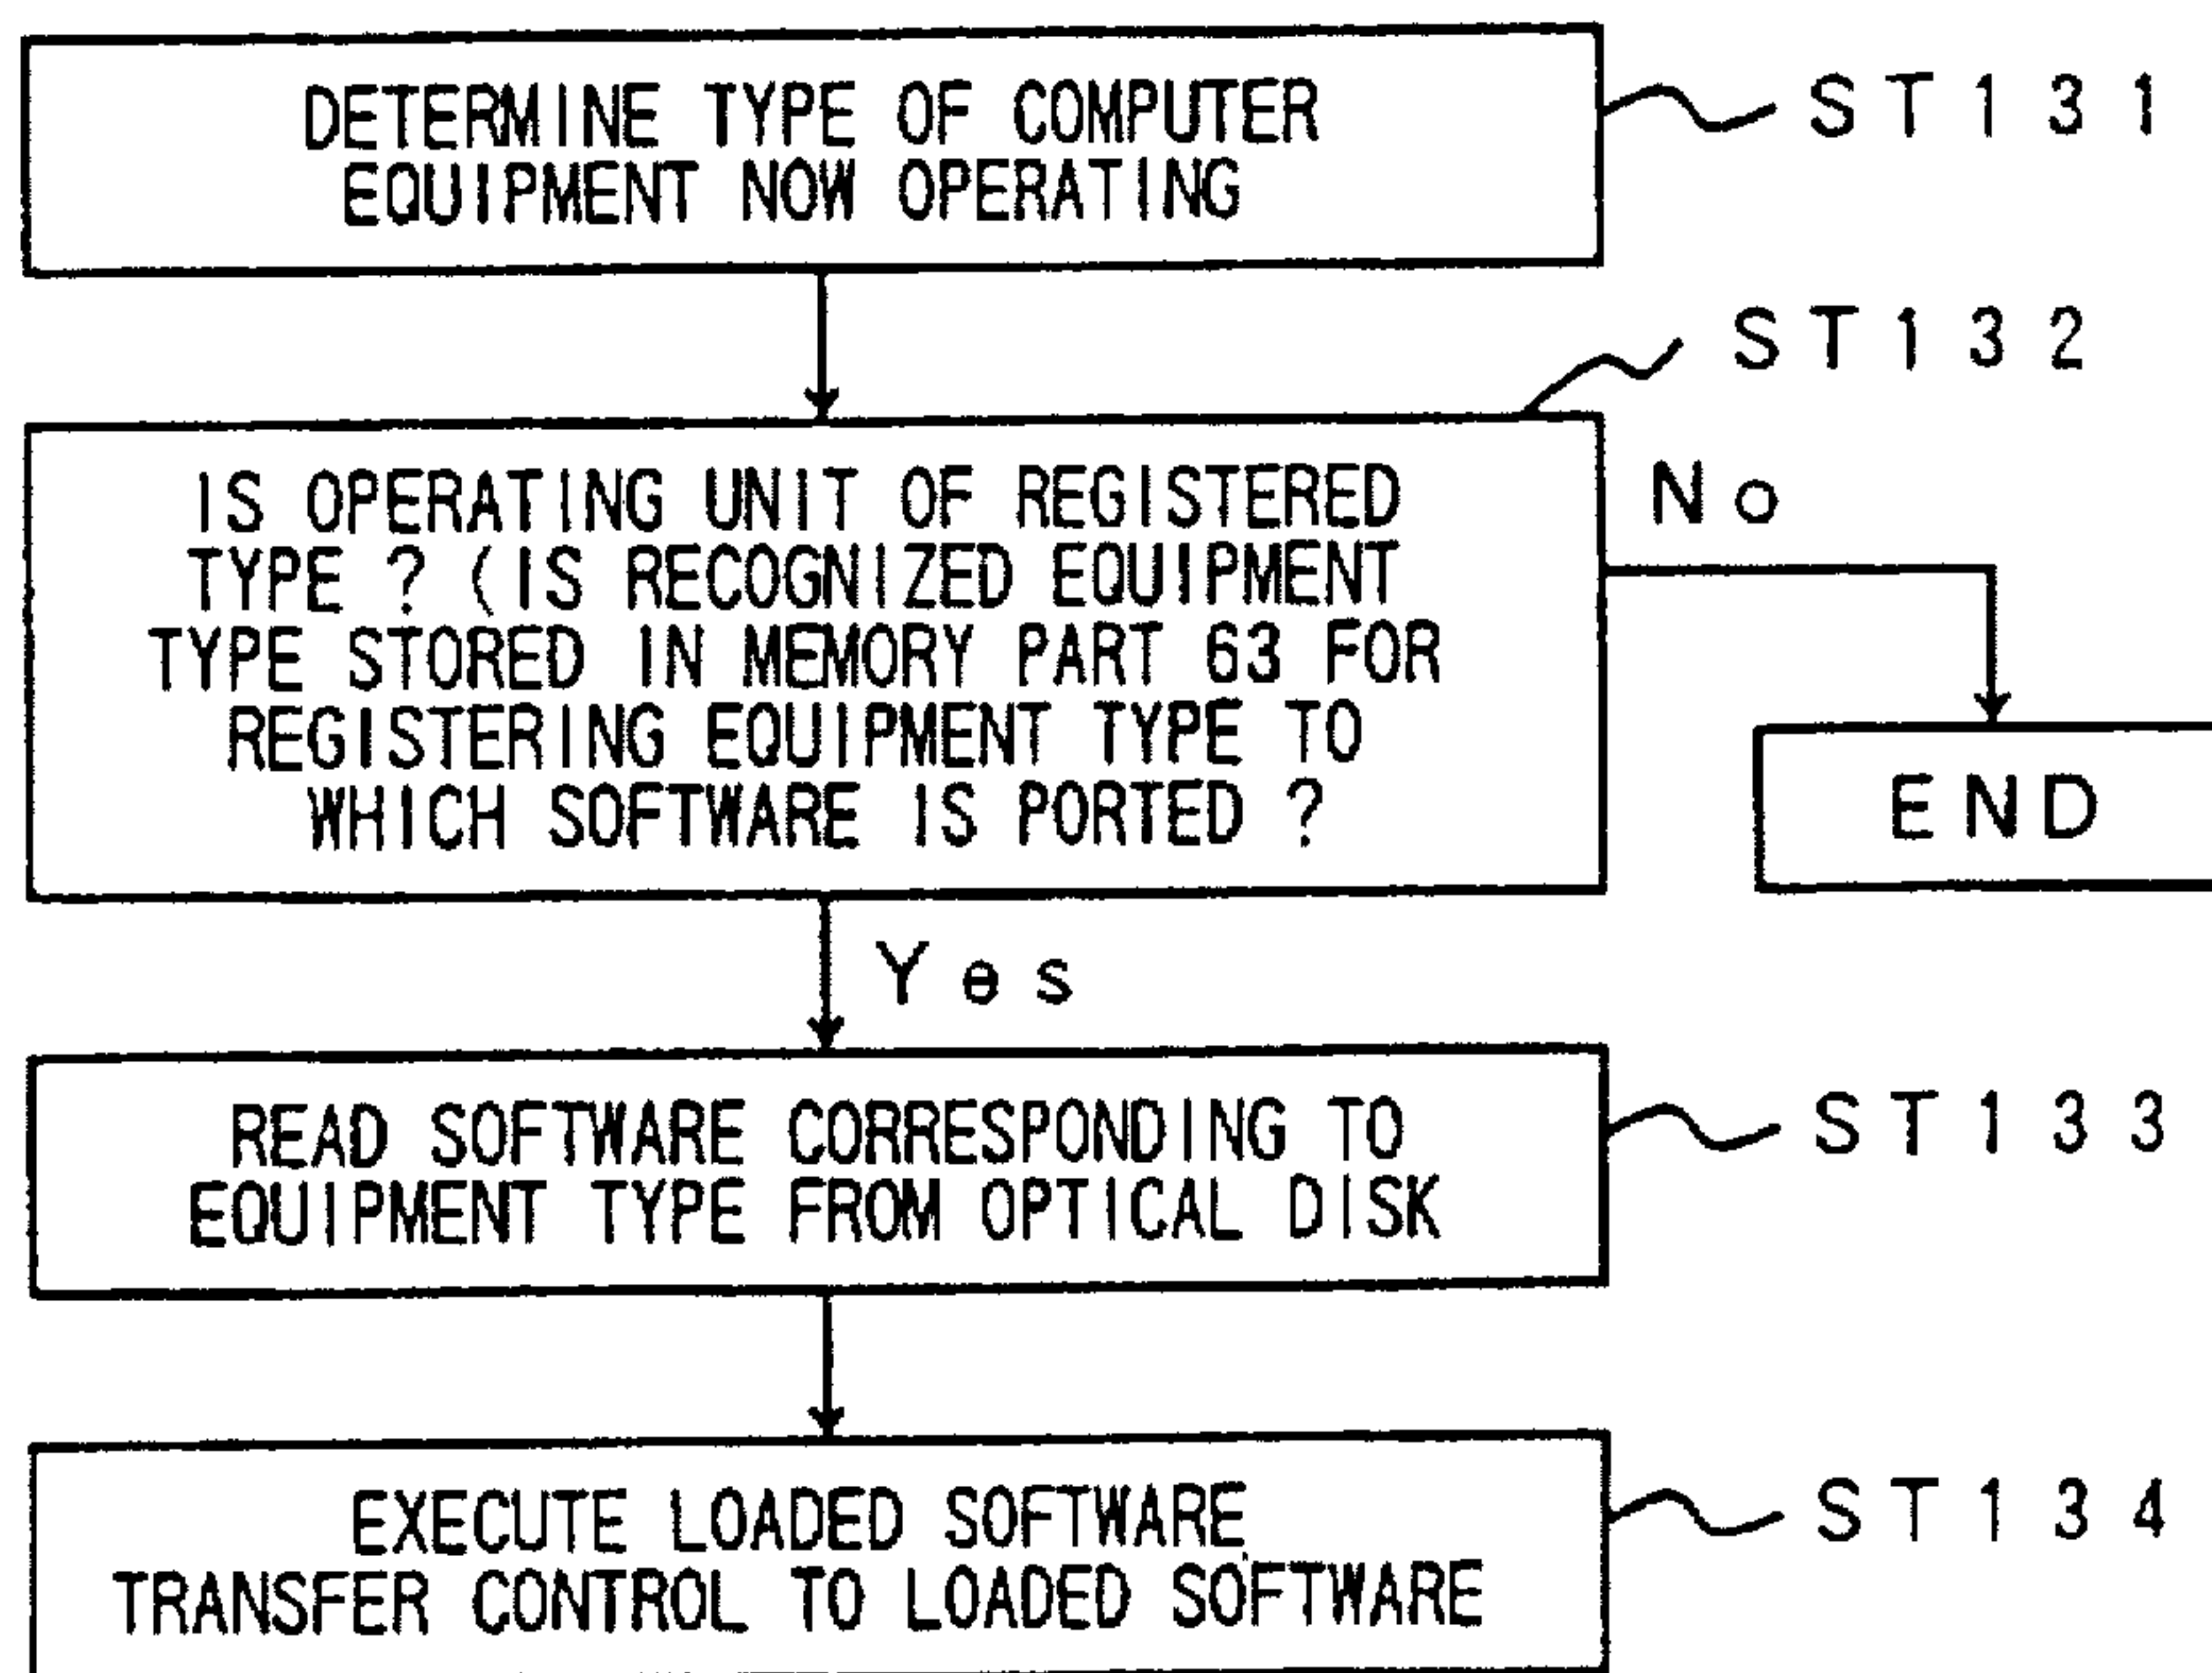 DETERMINE TYPE OF COMPUTER
EQUIPMENT NOW OPERATING
ST131
ST132
IS OPERATING UNIT OF REGISTERED
TYPE ? (IS RECOGNIZED EQUIPMENT
TYPE STORED IN MEMORY PART 63 FOR
REGISTERING EQUIPMENT TYPE TO
WHICH SOFTWARE IS PORTED ?
No
END
Yes
READ SOFTWARE CORRESPONDING TO
EQUIPMENT TYPE FROM OPTICAL DISK
ST133
EXECUTE LOADED SOFTWARE.
TRANSFER CONTROL TO LOADED SOFTWARE
ST134